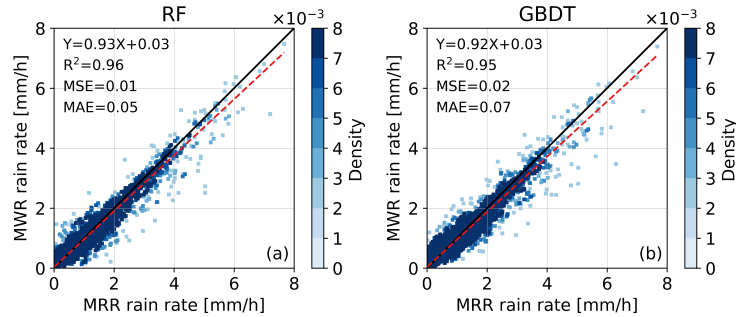 RF
×10⁻³
Y=0.93X+0.03
R²=0.96
MSE=0.01
MAE=0.05
(a)
MWR rain rate [mm/h]
8
6
4
2
0
0 2 4 6 8
MRR rain rate [mm/h]
8
7
6
5
4
3
2
1
0
Density
GBDT
×10⁻³
Y=0.92X+0.03
R²=0.95
MSE=0.02
MAE=0.07
(b)
MWR rain rate [mm/h]
8
6
4
2
0
0 2 4 6 8
MRR rain rate [mm/h]
8
7
6
5
4
3
2
1
0
Density